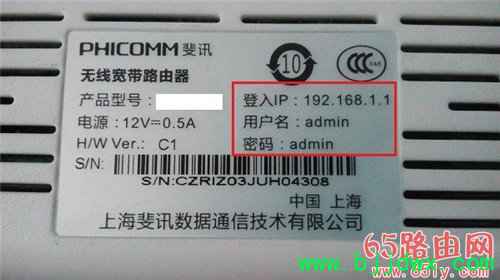 PHICOMM 斐讯
无线宽带路由器
产品型号：
电源：12V⎓0.5A
H/W Ver.: C1
S/N:
10
CCC
登入IP：192.168.1.1
用户名：admin
密码：admin
S/N:CZRIZ03JUH04308
中国 上海
上海斐讯数据通信技术有限公司
65路由网